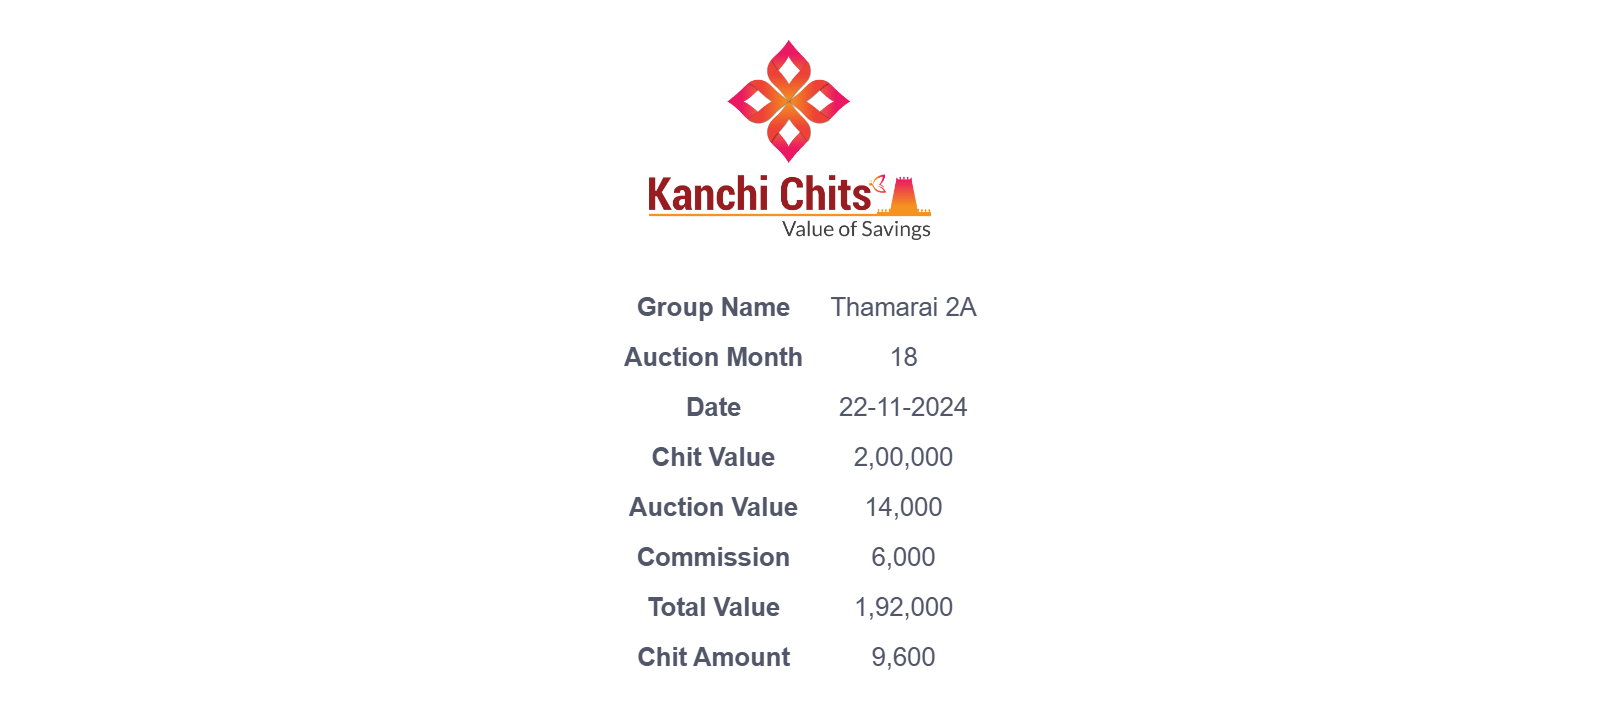 Kanchi Chits
Value of Savings
Group Name Thamarai 2A
Auction Month 18
Date 22-11-2024
Chit Value 2,00,000
Auction Value 14,000
Commission 6,000
Total Value 1,92,000
Chit Amount 9,600